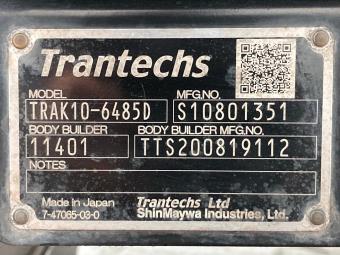 Trantechs
MODEL MFG.NO.
TRAK10-6485D S10801351
BODY BUILDER BODY BUILDER MFG.NO.
11401 TTS200819112
NOTES
Made in Japan Trantechs Ltd
7-47065-03-0 ShinMaywa Industries, Ltd.